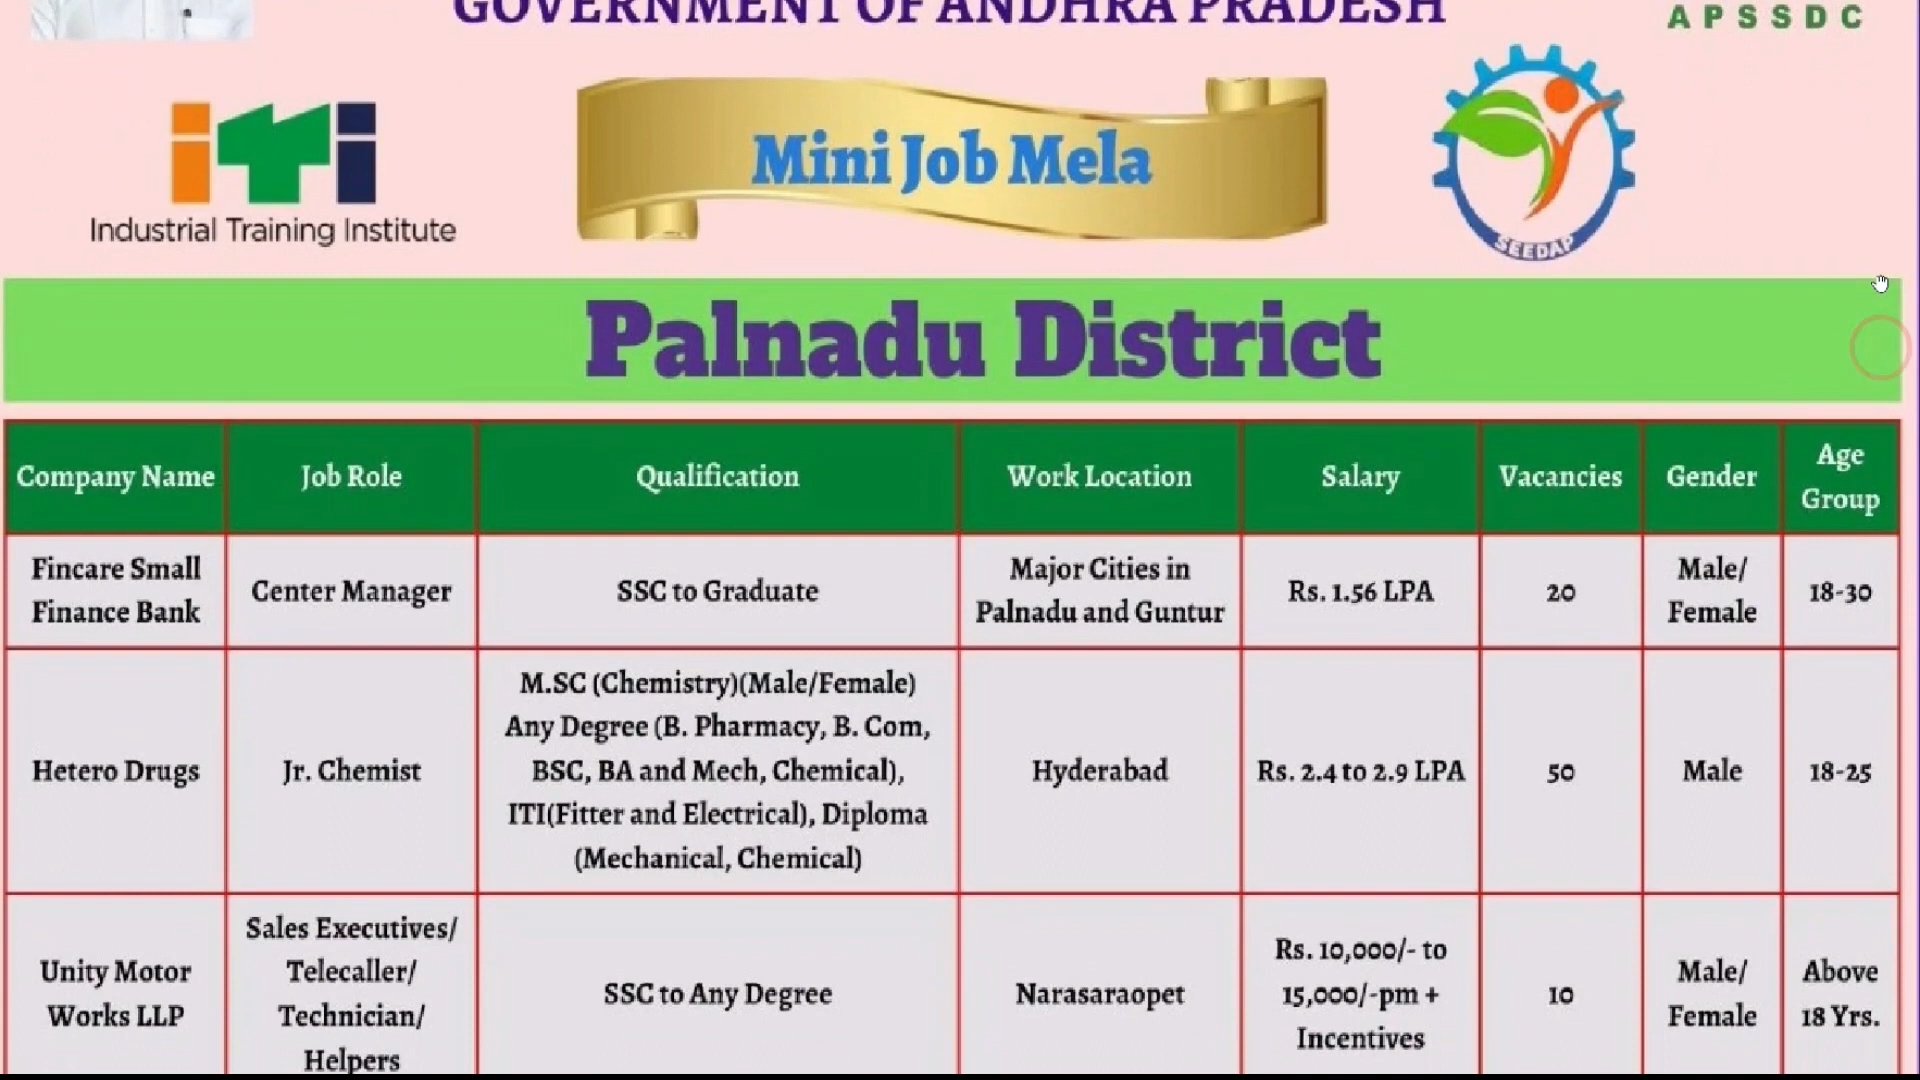 GOVERNMENT OF ANDHRA PRADESH
APSSDC
iTi
Industrial Training Institute
Mini Job Mela
SEEDAP
Palnadu District
Company Name
Job Role
Qualification
Work Location
Salary
Vacancies
Gender
Age
Group
Fincare Small
Finance Bank
Center Manager
SSC to Graduate
Major Cities in
Palnadu and Guntur
Rs. 1.56 LPA
20
Male/
Female
18-30
Hetero Drugs
Jr. Chemist
M.SC (Chemistry)(Male/Female)
Any Degree (B. Pharmacy, B. Com,
BSC, BA and Mech, Chemical),
ITI(Fitter and Electrical), Diploma
(Mechanical, Chemical)
Hyderabad
Rs. 2.4 to 2.9 LPA
50
Male
18-25
Unity Motor
Works LLP
Sales Executives/
Telecaller/
Technician/
Helpers
SSC to Any Degree
Narasaraopet
Rs. 10,000/- to
15,000/-pm +
Incentives
10
Male/
Female
Above
18 Yrs.